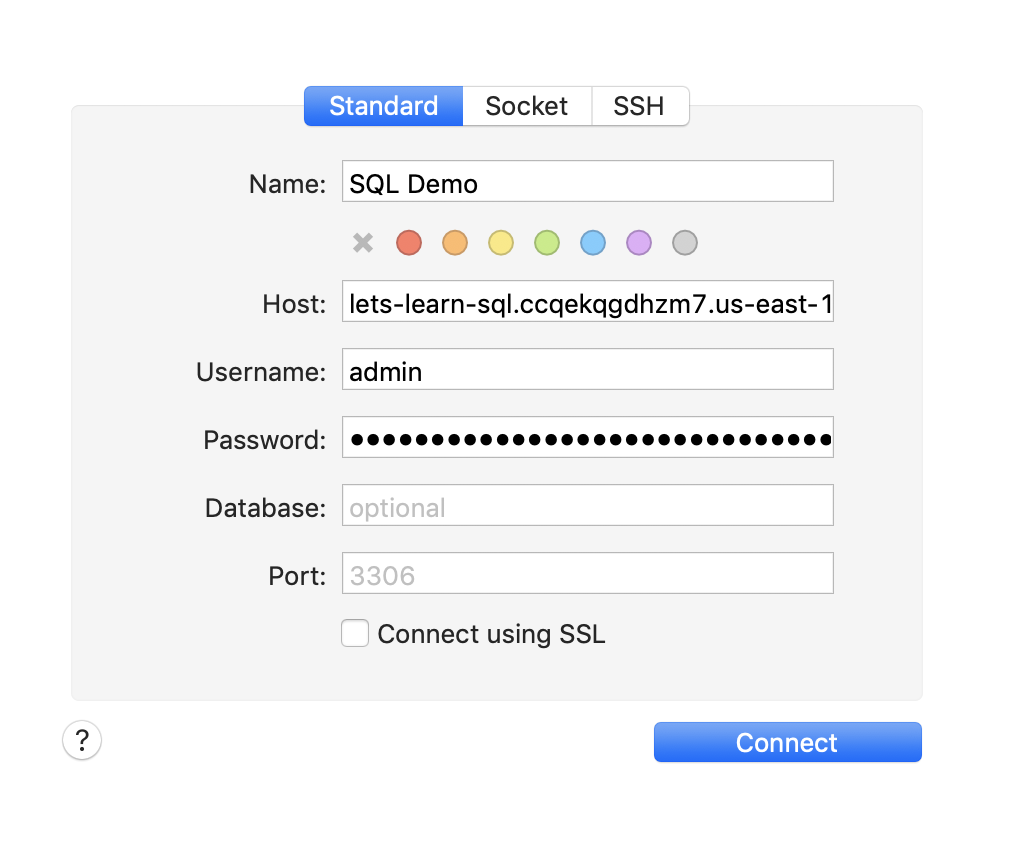 Standard Socket SSH
Name: SQL Demo
Host: lets-learn-sql.ccqekqgdhzm7.us-east-1
Username: admin
Password: ●●●●●●●●●●●●●●●●●●●●●●●●●●●●●●
Database: optional
Port: 3306
Connect using SSL
? Connect